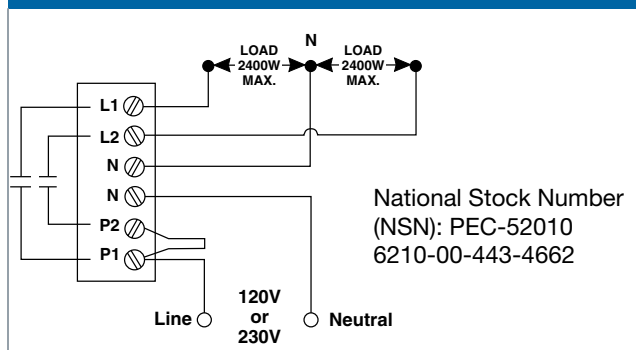 N
LOAD
2400W
MAX.
LOAD
2400W
MAX.
L1
L2
N
N
P2
P1
National Stock Number
(NSN): PEC-52010
6210-00-443-4662
Line
120V
or
230V
Neutral